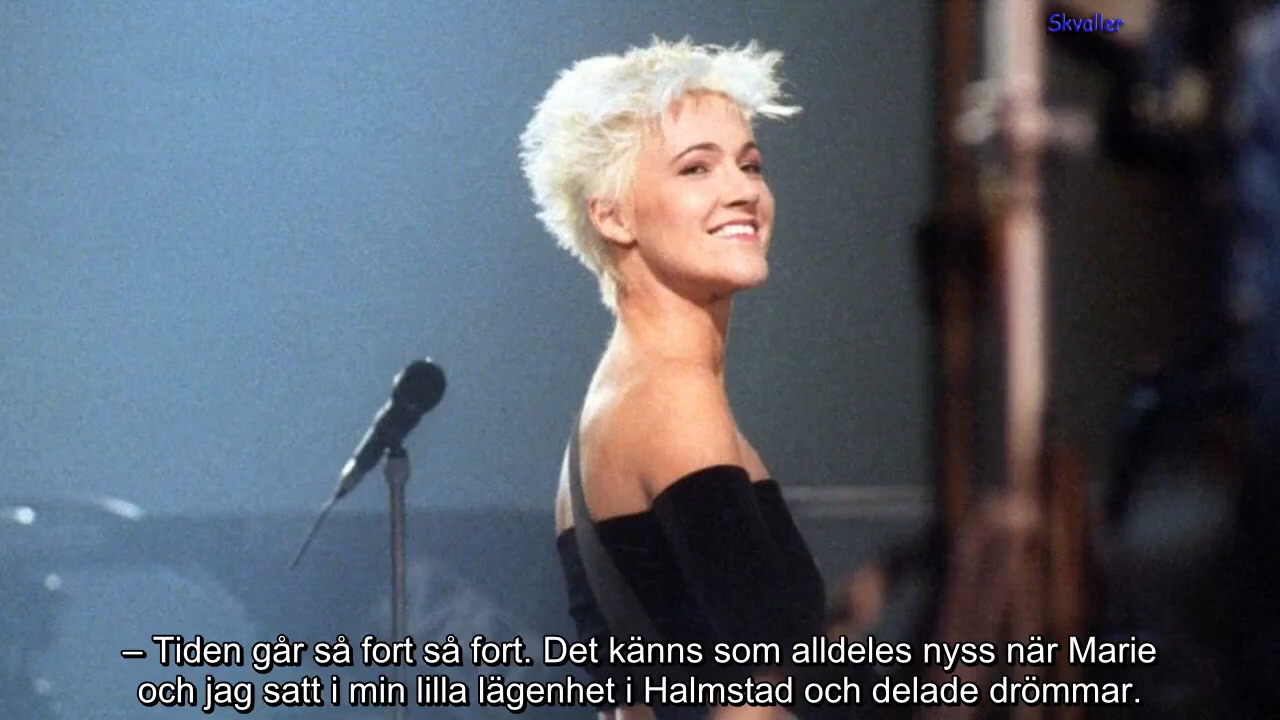 Skvaller
– Tiden går så fort så fort. Det känns som alldeles nyss när Marie
och jag satt i min lilla lägenhet i Halmstad och delade drömmar.